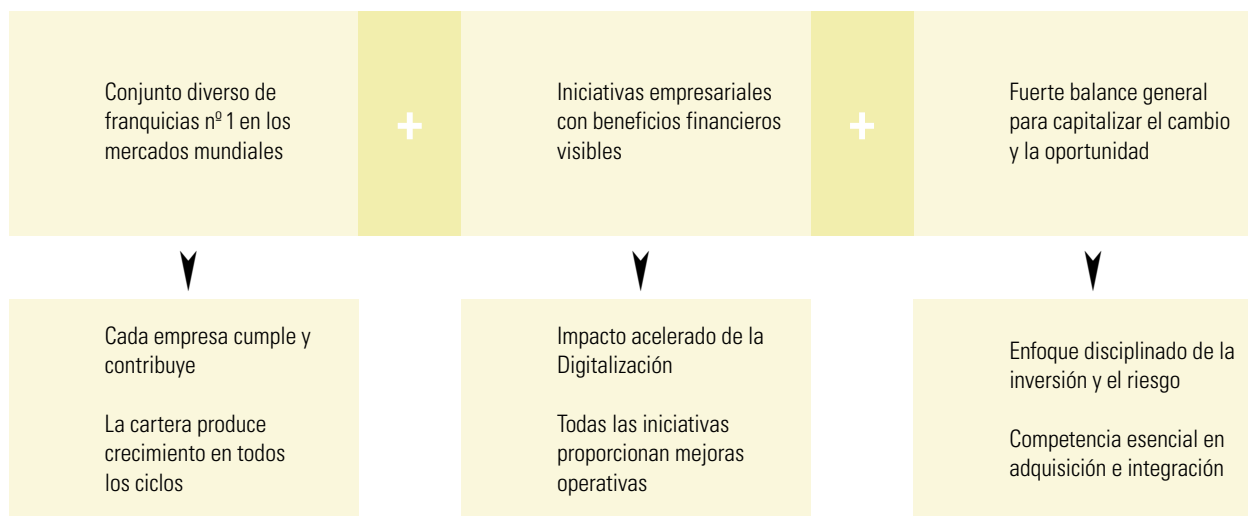 Conjunto diverso de
franquicias nº 1 en los
mercados mundiales
+
Iniciativas empresariales
con beneficios financieros
visibles
+
Fuerte balance general
para capitalizar el cambio
y la oportunidad
Cada empresa cumple y
contribuye
La cartera produce
crecimiento en todos
los ciclos
Impacto acelerado de la
Digitalización
Todas las iniciativas
proporcionan mejoras
operativas
Enfoque disciplinado de la
inversión y el riesgo
Competencia esencial en
adquisición e integración